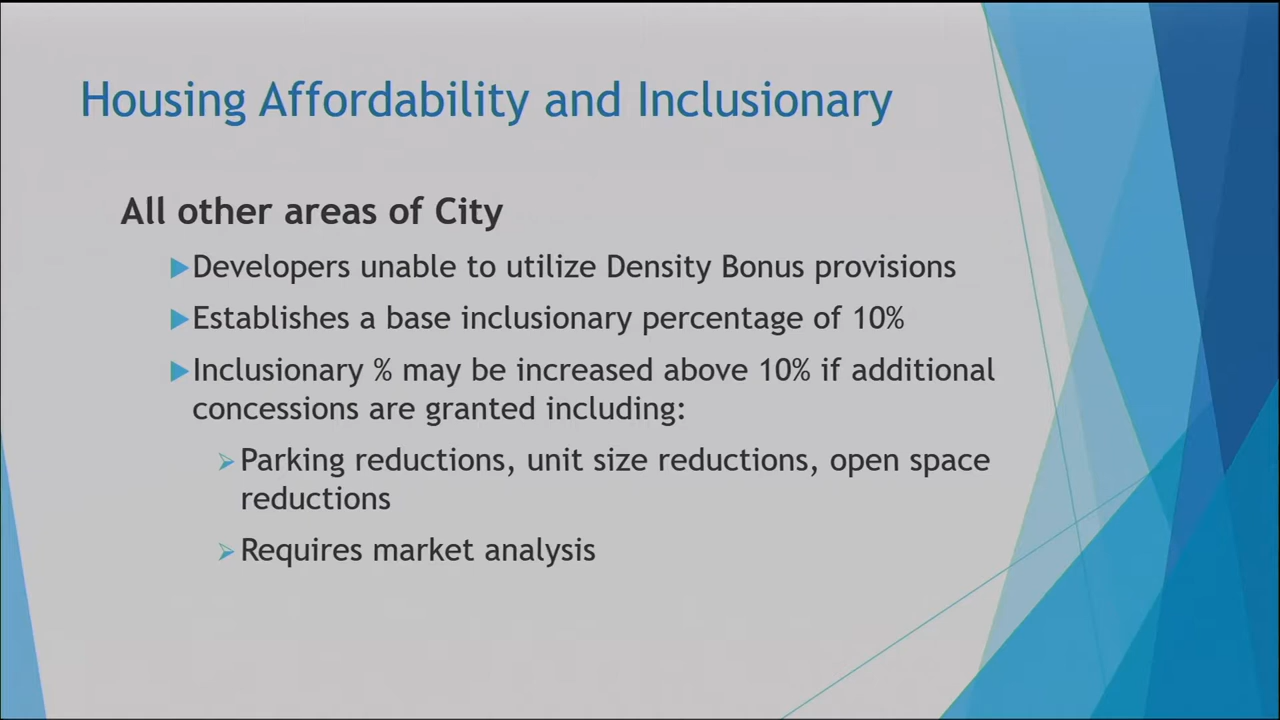 Housing Affordability and Inclusionary
All other areas of City
Developers unable to utilize Density Bonus provisions
Establishes a base inclusionary percentage of 10%
Inclusionary % may be increased above 10% if additional
concessions are granted including:
Parking reductions, unit size reductions, open space
reductions
Requires market analysis